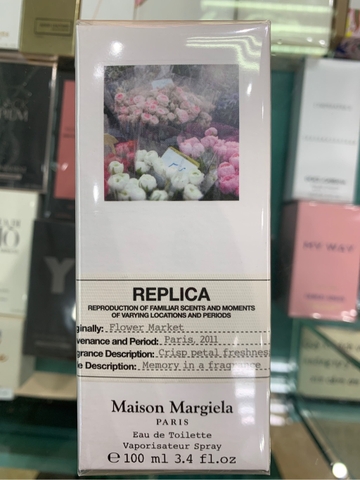 REPLICA
REPRODUCTION OF FAMILIAR SCENTS AND MOMENTS
OF VARYING LOCATIONS AND PERIODS
ginally: Flower Market
venance and Period: Paris, 2011
grance Description: Crisp petal freshness
e Description: Memory in a fragrance
Maison Margiela
PARIS
Eau de Toilette
Vaporisateur Spray
℮ 100 ml 3.4 fl.oz
MY WAY